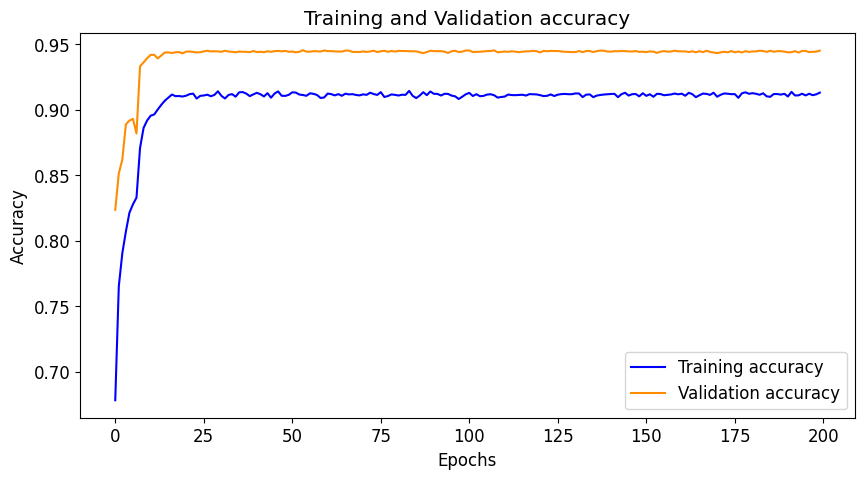 Training and Validation accuracy
0.95
0.90
0.85
0.80
0.75
0.70
Accuracy
Training accuracy
Validation accuracy
0 25 50 75 100 125 150 175 200
Epochs